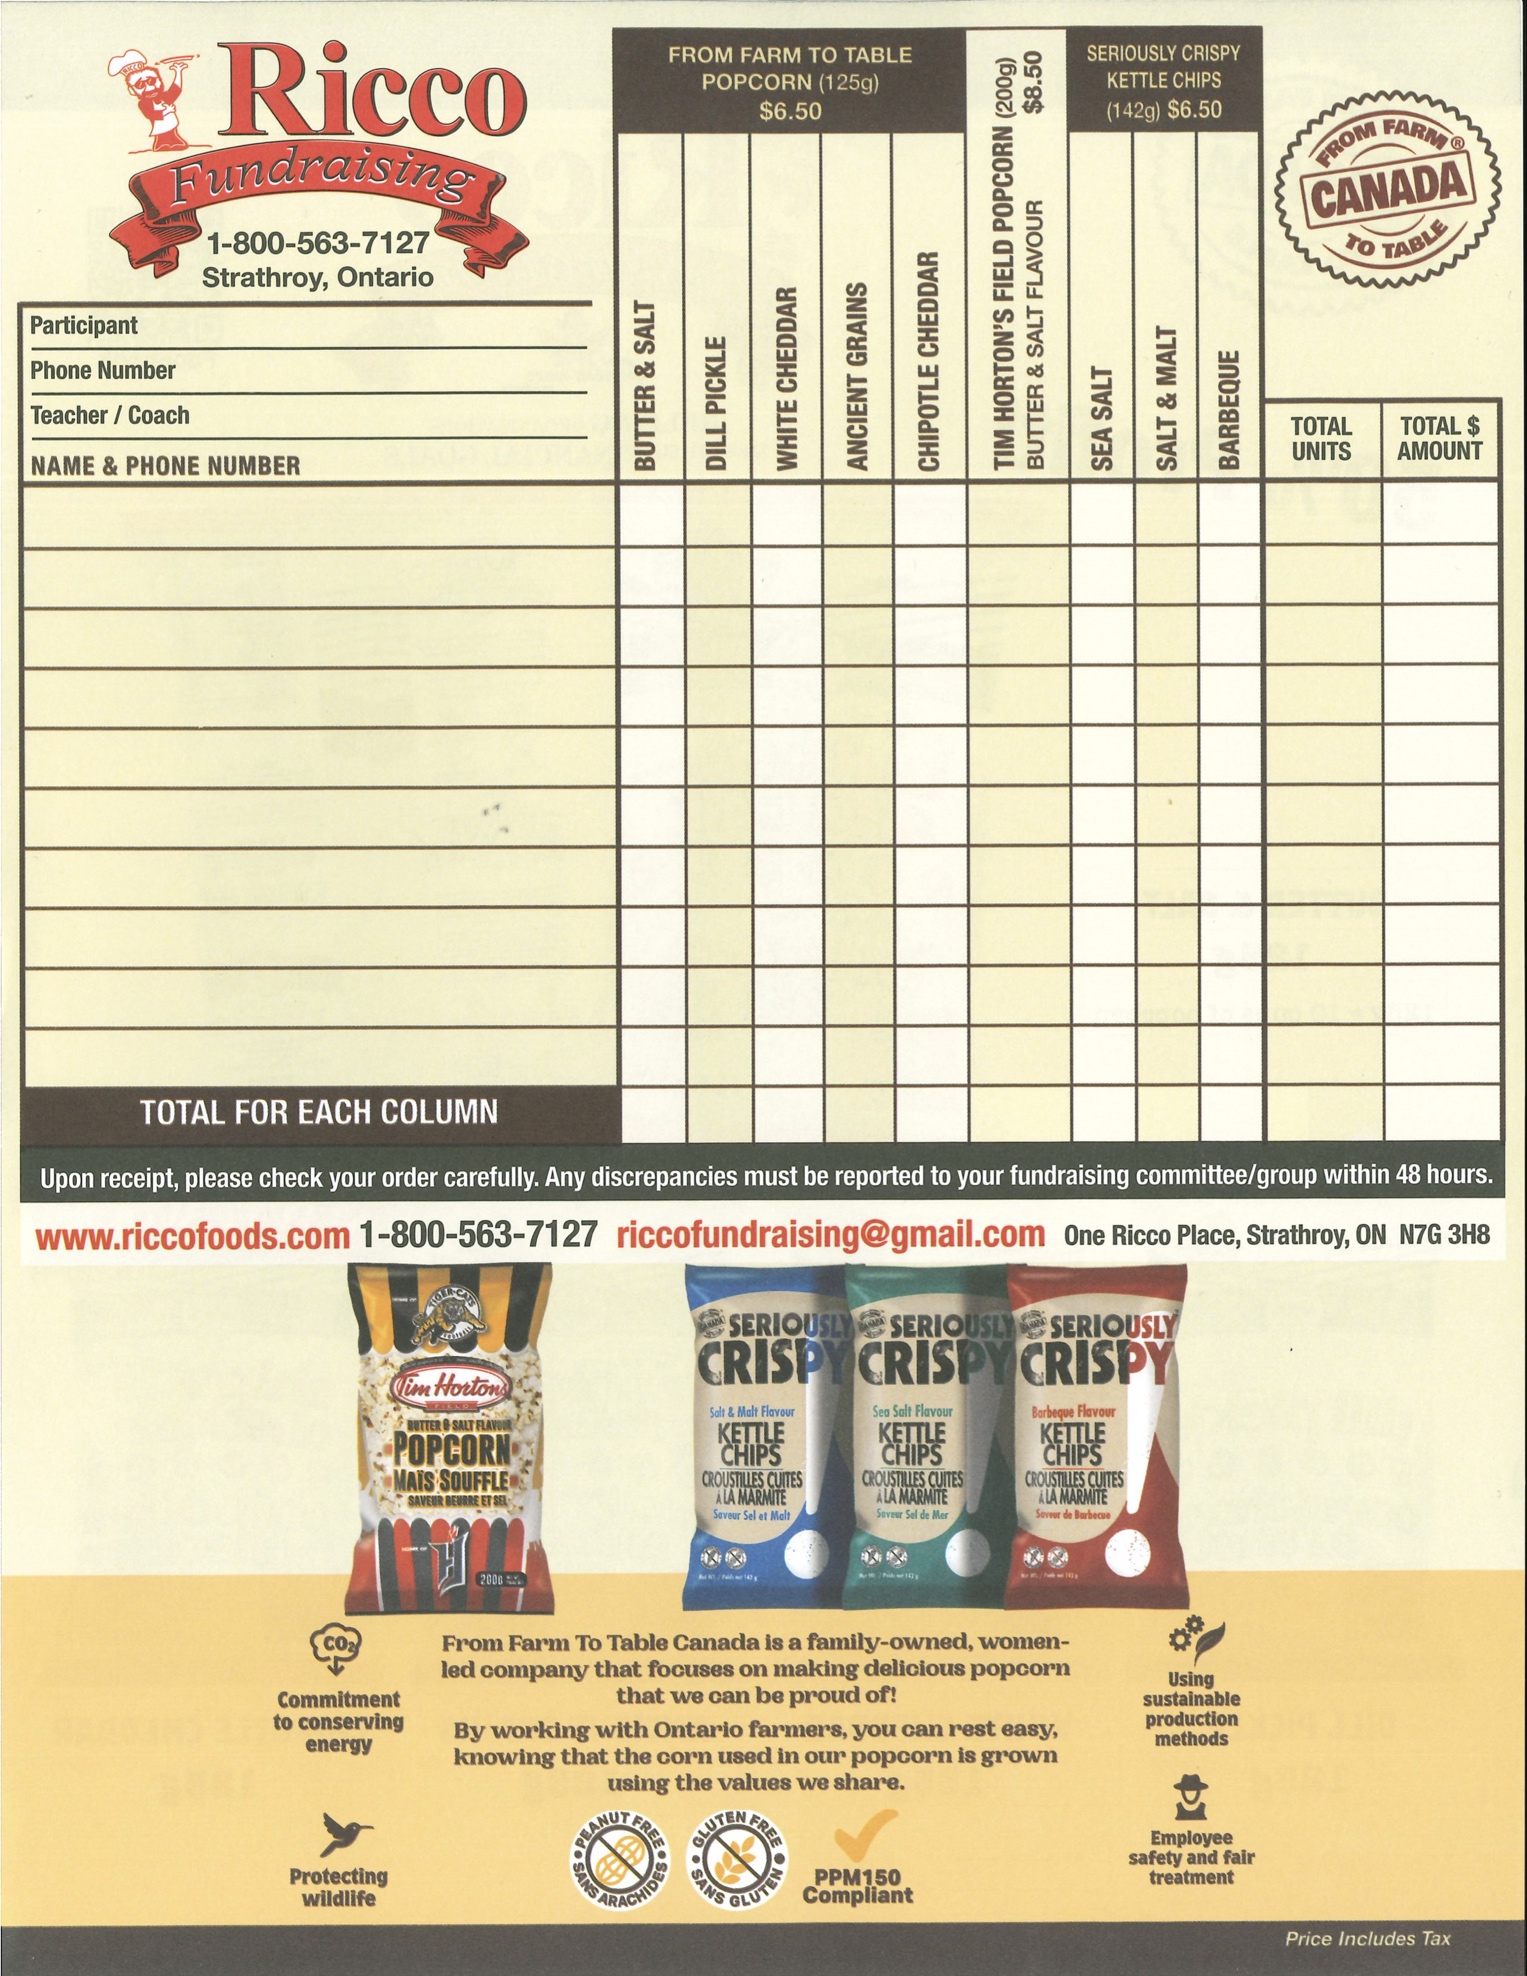 Ricco
Fundraising
1-800-563-7127
Strathroy, Ontario
Participant
Phone Number
Teacher / Coach
NAME & PHONE NUMBER
FROM FARM TO TABLE
POPCORN (125g)
$6.50
BUTTER & SALT
DILL PICKLE
WHITE CHEDDAR
ANCIENT GRAINS
CHIPOTLE CHEDDAR
TIM HORTON'S FIELD POPCORN (200g)
BUTTER & SALT FLAVOUR $8.50
SERIOUSLY CRISPY
KETTLE CHIPS
(142g) $6.50
SEA SALT
SALT & MALT
BARBEQUE
FROM FARM®
CANADA
TO TABLE
TOTAL
UNITS
TOTAL $
AMOUNT
TOTAL FOR EACH COLUMN
Upon receipt, please check your order carefully. Any discrepancies must be reported to your fundraising committee/group within 48 hours.
www.riccofoods.com 1-800-563-7127 riccofundraising@gmail.com One Ricco Place, Strathroy, ON N7G 3H8
TIGER-CATS
Tim Hortons
FIELD
BUTTER & SALT FLAVOUR
POPCORN
MAÏS SOUFFLÉ
SAVEUR BEURRE ET SEL
200G
SERIOUSLY
CRISPY
Salt & Malt Flavour
KETTLE
CHIPS
CROUSTILLES CUITES
À LA MARMITE
Saveur Sel et Malt
SERIOUSLY
CRISPY
Sea Salt Flavour
KETTLE
CHIPS
CROUSTILLES CUITES
À LA MARMITE
Saveur Sel de Mer
SERIOUSLY
CRISPY
Barbeque Flavour
KETTLE
CHIPS
CROUSTILLES CUITES
À LA MARMITE
Saveur de Barbecue
CO2
Commitment
to conserving
energy
Protecting
wildlife
From Farm To Table Canada is a family-owned, women-
led company that focuses on making delicious popcorn
that we can be proud of!
By working with Ontario farmers, you can rest easy,
knowing that the corn used in our popcorn is grown
using the values we share.
PEANUT FREE
SANS ARACHIDES
GLUTEN FREE
SANS GLUTEN
PPM150
Compliant
Using
sustainable
production
methods
Employee
safety and fair
treatment
Price Includes Tax